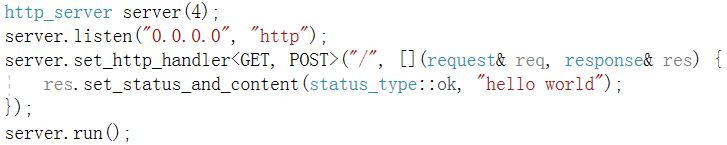 http_server server(4);
server.listen("0.0.0.0", "http");
server.set_http_handler<GET, POST>("/", [](request& req, response& res) {
    res.set_status_and_content(status_type::ok, "hello world");
});
server.run();